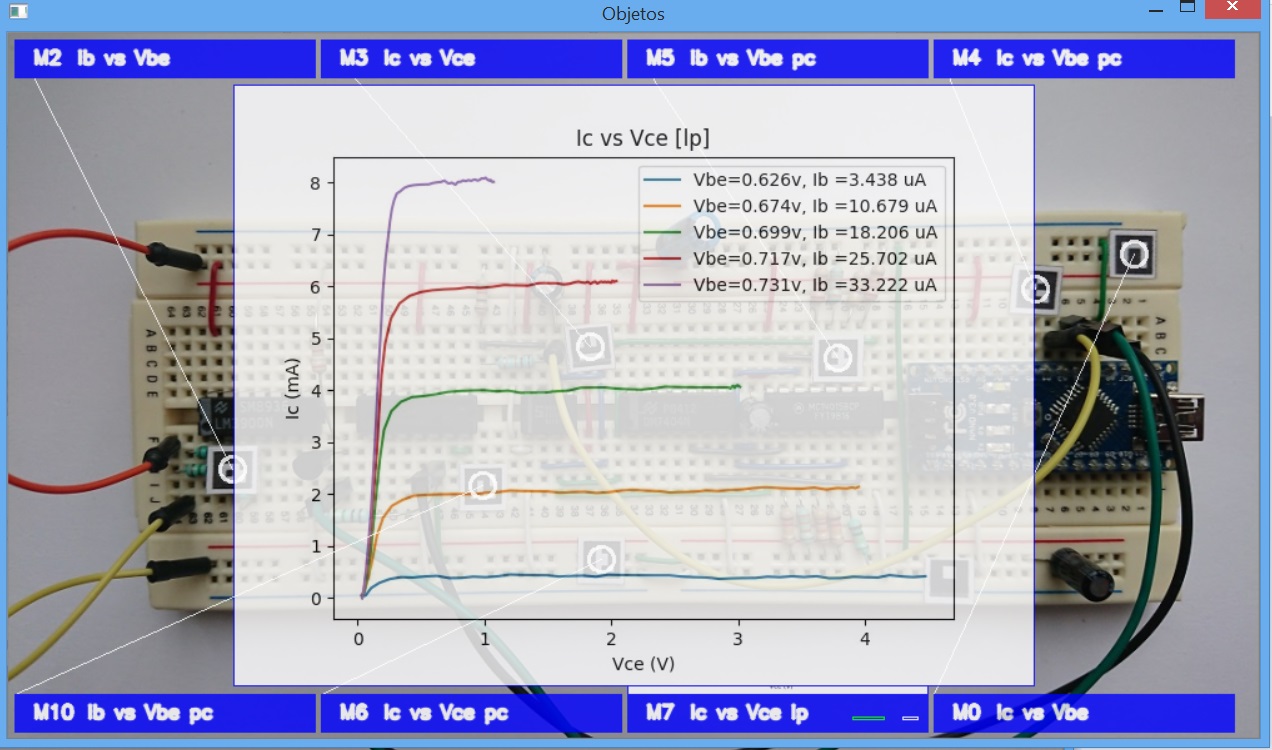 Objetos
M2 Ib vs Vbe
M3 Ic vs Vce
M5 Ib vs Vbe pc
M4 Ic vs Vbe pc
Ic vs Vce [lp]
Vbe=0.626v, Ib =3.438 uA
Vbe=0.674v, Ib =10.679 uA
Vbe=0.699v, Ib =18.206 uA
Vbe=0.717v, Ib =25.702 uA
Vbe=0.731v, Ib =33.222 uA
Ic (mA)
8
7
6
5
4
3
2
1
0
0 1 2 3 4
Vce (V)
A B C D E
A B C
M10 Ib vs Vbe pc
M6 Ic vs Vce pc
M7 Ic vs Vce lp
M0 Ic vs Vbe